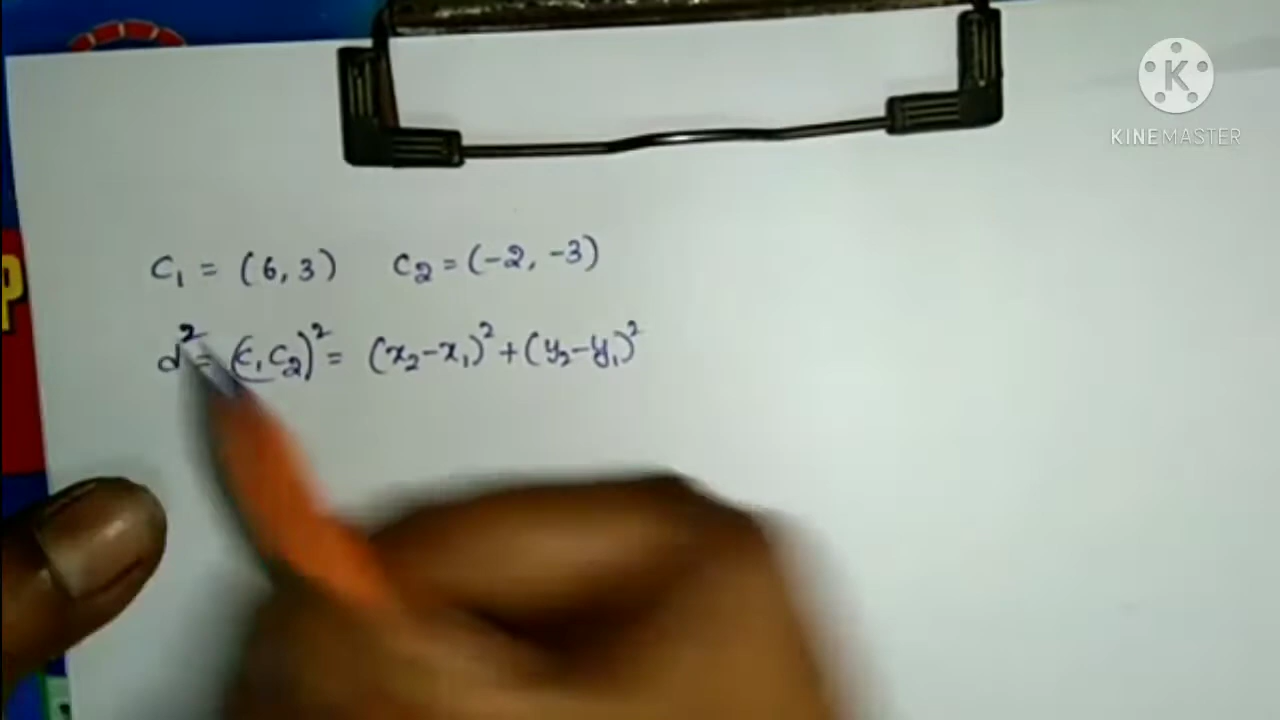 KINEMASTER
C₁ = (6, 3) C₂ = (-2, -3)
d² = (C₁C₂)² = (x₂-x₁)² + (y₂-y₁)²